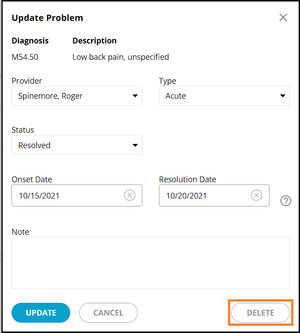 Update Problem
Diagnosis Description
M54.50 Low back pain, unspecified
Provider Type
Spinemore, Roger Acute
Status
Resolved
Onset Date Resolution Date
10/15/2021 10/20/2021
Note
UPDATE CANCEL DELETE